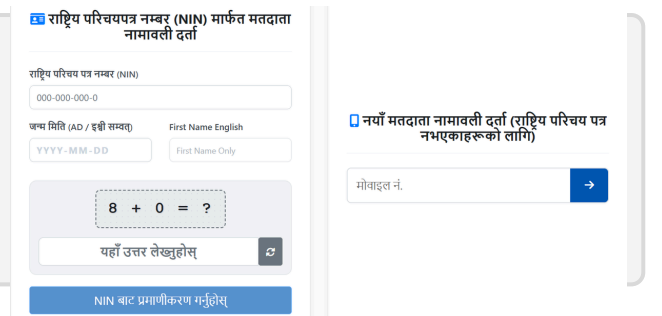 राष्ट्रिय परिचयपत्र नम्बर (NIN) मार्फत मतदाता
नामावली दर्ता
राष्ट्रिय परिचय पत्र नम्बर (NIN)
000-000-000-0
जन्म मिति (AD / इश्वी सम्वत्)
First Name English
YYYY-MM-DD
First Name Only
8 + 0 = ?
यहाँ उत्तर लेख्नुहोस्
NIN बाट प्रमाणीकरण गर्नुहोस्
नयाँ मतदाता नामावली दर्ता (राष्ट्रिय परिचय पत्र
नभएकाहरूको लागि)
मोवाइल नं.